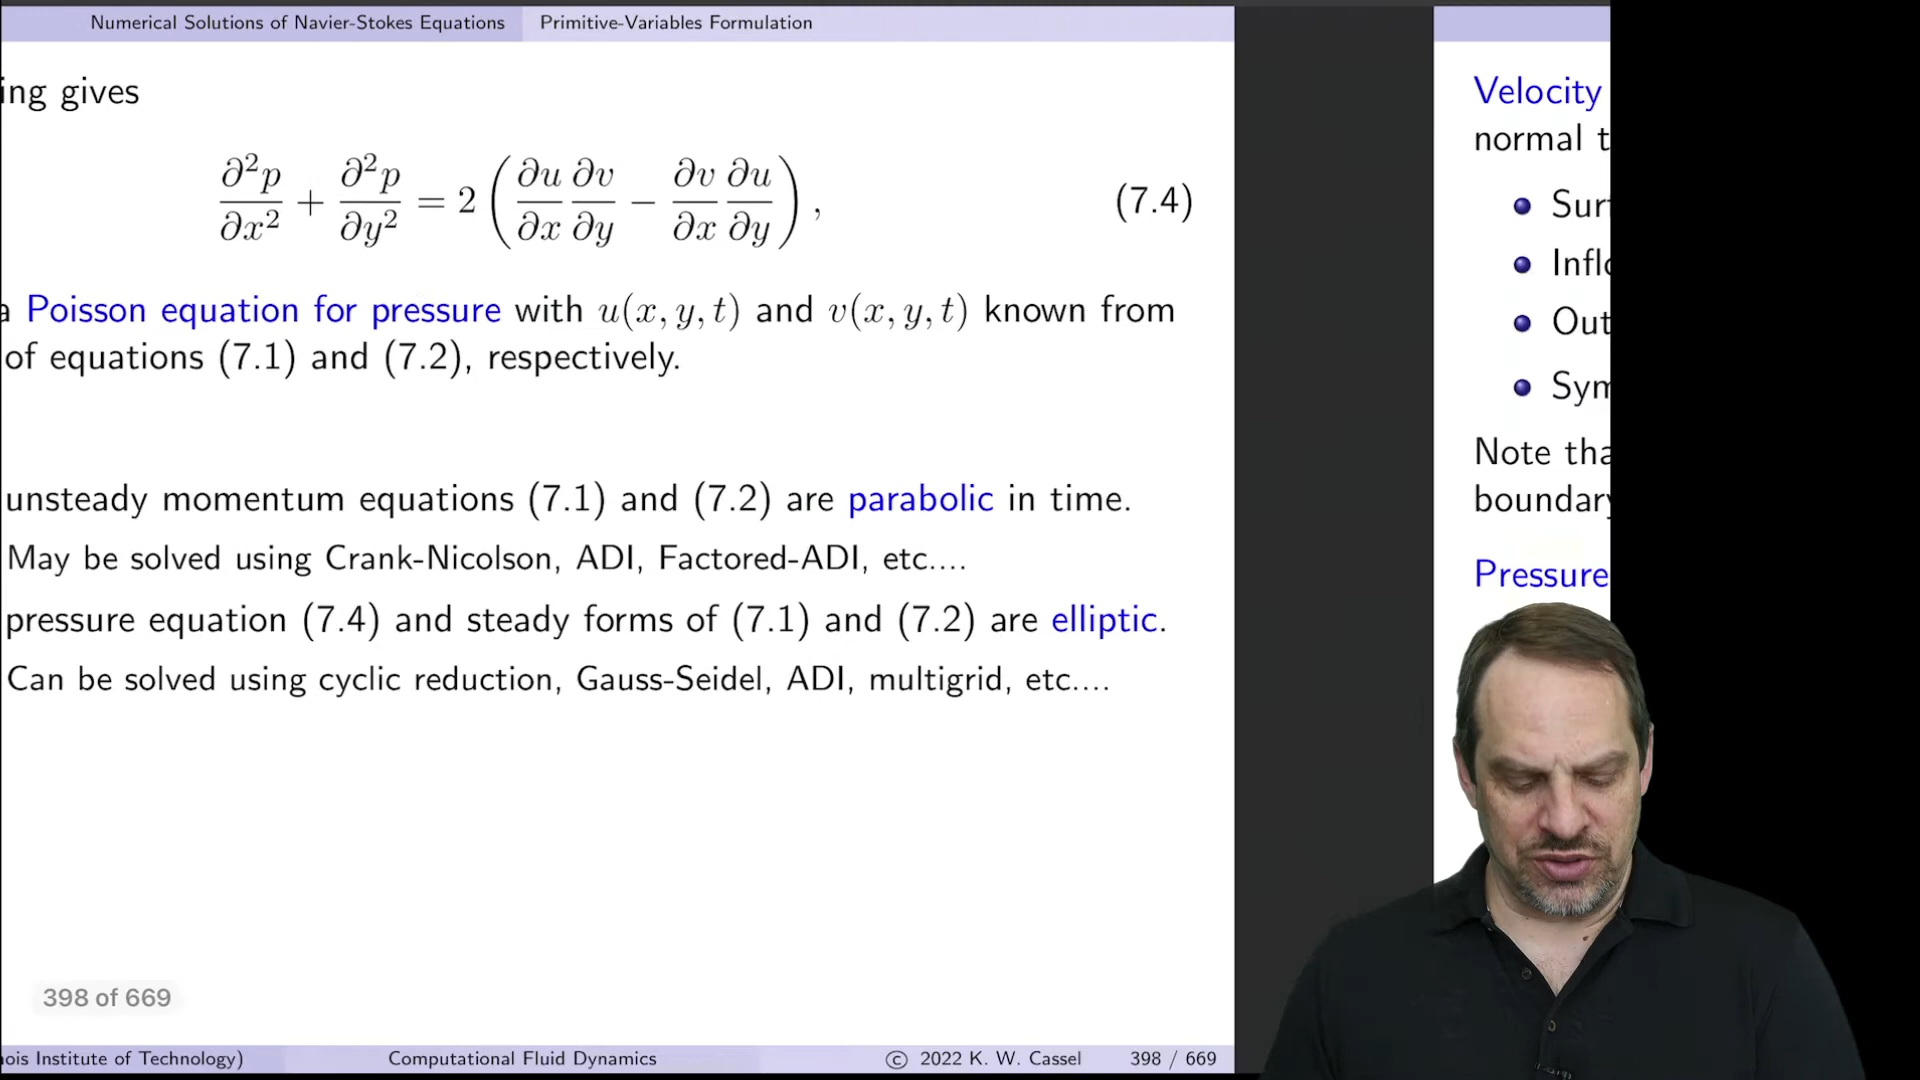 Numerical Solutions of Navier-Stokes Equations Primitive-Variables Formulation
ing gives
∂²p/∂x² + ∂²p/∂y² = 2 (∂u/∂x ∂v/∂y − ∂v/∂x ∂u/∂y), (7.4)
a Poisson equation for pressure with u(x, y, t) and v(x, y, t) known from
of equations (7.1) and (7.2), respectively.
unsteady momentum equations (7.1) and (7.2) are parabolic in time.
May be solved using Crank-Nicolson, ADI, Factored-ADI, etc....
pressure equation (7.4) and steady forms of (7.1) and (7.2) are elliptic.
Can be solved using cyclic reduction, Gauss-Seidel, ADI, multigrid, etc....
398 of 669
ois Institute of Technology) Computational Fluid Dynamics © 2022 K. W. Cassel 398 / 669
Velocity
normal t
Sur
Infl
Out
Sym
Note tha
boundary
Pressure